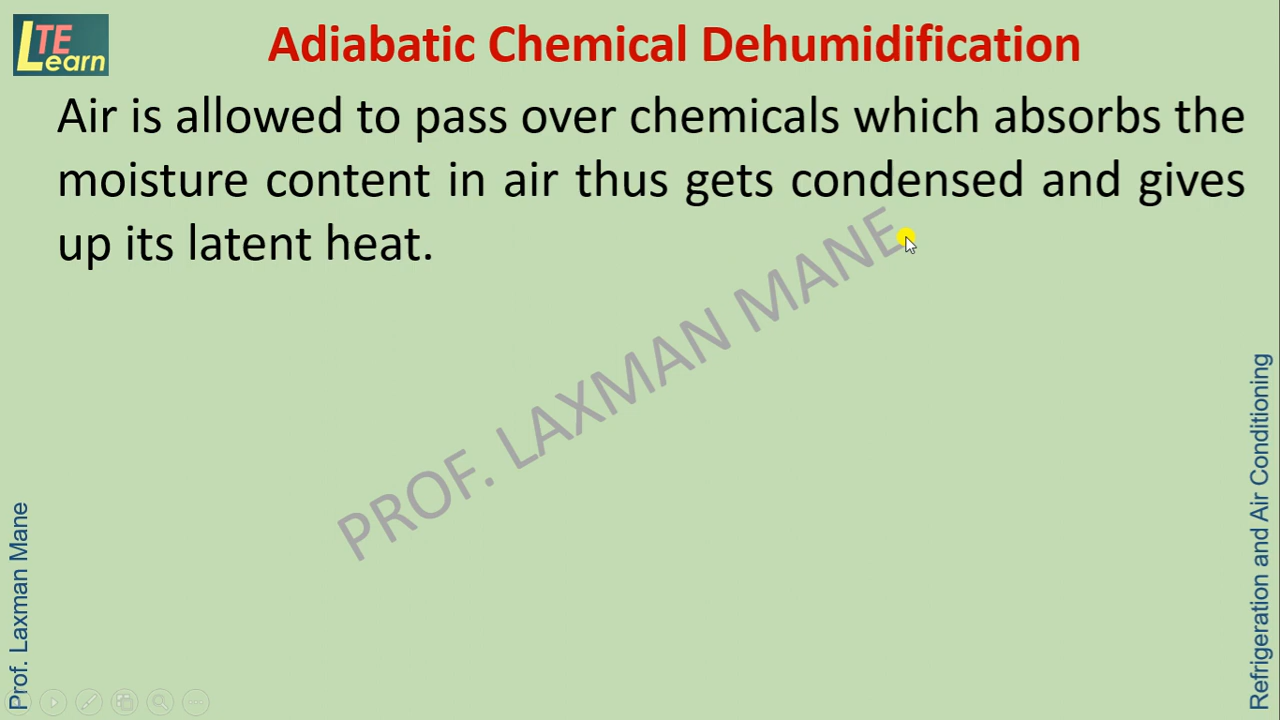 LTE
Learn
Adiabatic Chemical Dehumidification
Air is allowed to pass over chemicals which absorbs the
moisture content in air thus gets condensed and gives
up its latent heat.
PROF. LAXMAN MANE
Prof. Laxman Mane
Refrigeration and Air Conditioning